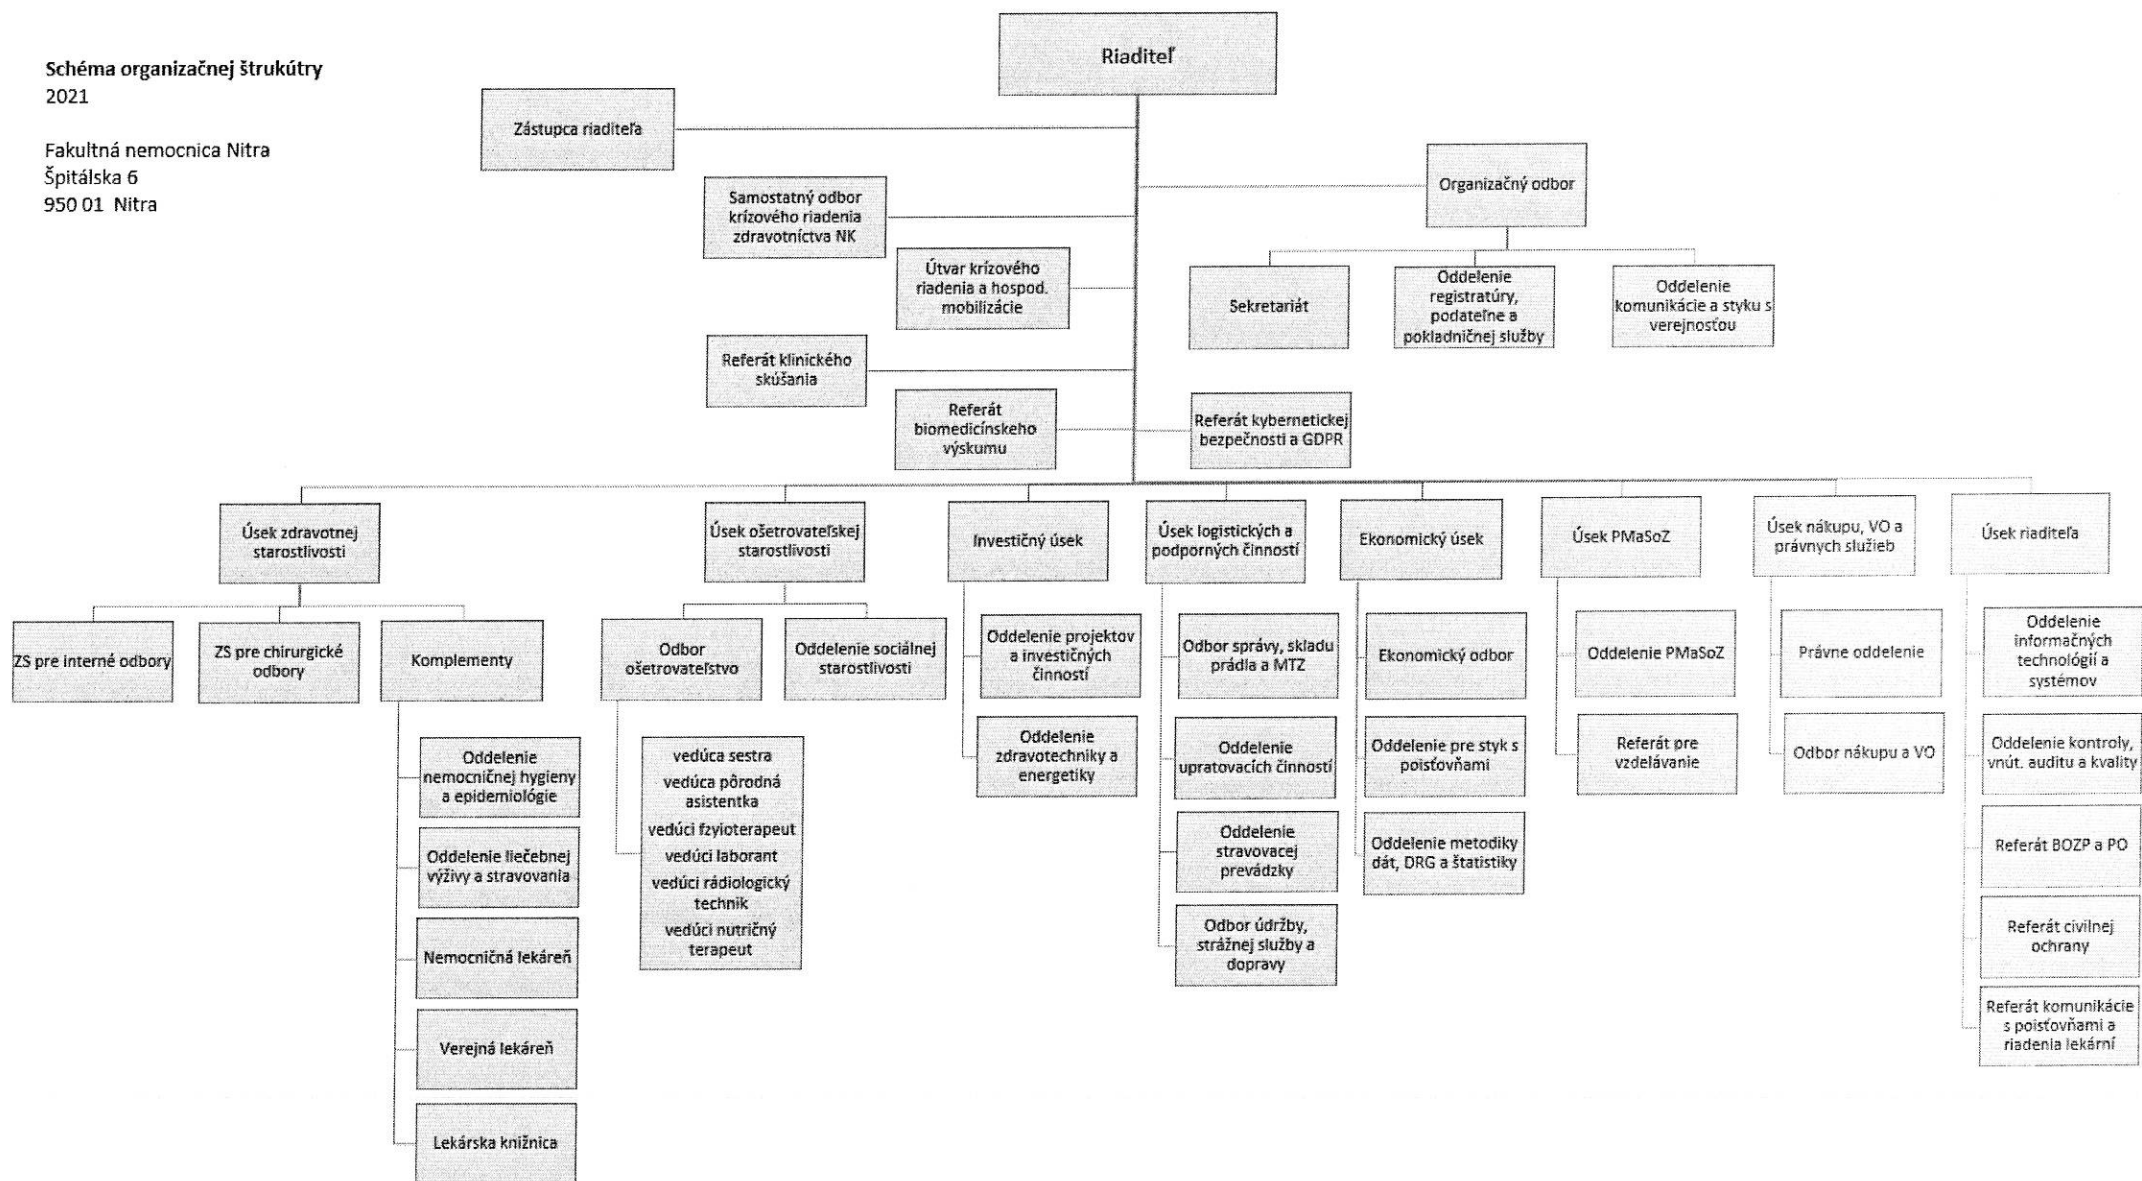 Schéma organizačnej štrukútry
2021
Fakultná nemocnica Nitra
Špitálska 6
950 01 Nitra
Riaditeľ
Zástupca riaditeľa
Organizačný odbor
Samostatný odbor
krízového riadenia
zdravotníctva NK
Útvar krízového
riadenia a hospod.
mobilizácie
Sekretariát
Oddelenie
registratúry,
podateľne a
pokladničnej služby
Oddelenie
komunikácie a styku s
verejnosťou
Referát klinického
skúšania
Referát
biomedicínskeho
výskumu
Referát kybernetickej
bezpečnosti a GDPR
Úsek zdravotnej
starostlivosti
Úsek ošetrovateľskej
starostlivosti
Investičný úsek
Úsek logistických a
podporných činností
Ekonomický úsek
Úsek PMaSoZ
Úsek nákupu, VO a
právnych služieb
Úsek riaditeľa
ZS pre interné odbory
ZS pre chirurgické
odbory
Komplementy
Odbor
ošetrovateľstvo
Oddelenie sociálnej
starostlivosti
Oddelenie projektov
a investičných
činností
Odbor správy, skladu
prádla a MTZ
Ekonomický odbor
Oddelenie PMaSoZ
Právne oddelenie
Oddelenie
informačných
technológií a
systémov
Oddelenie
nemocničnej hygieny
a epidemiológie
Oddelenie liečebnej
výživy a stravovania
Nemocničná lekáreň
Verejná lekáreň
Lekárska knižnica
vedúca sestra
vedúca pôrodná
asistentka
vedúci fzyioterapeut
vedúci laborant
vedúci rádiologický
technik
vedúci nutričný
terapeut
Oddelenie
zdravotechniky a
energetiky
Oddelenie
upratovacích činností
Oddelenie
stravovacej
prevádzky
Odbor údržby,
strážnej služby a
dopravy
Oddelenie pre styk s
poisťovňami
Oddelenie metodiky
dát, DRG a štatistiky
Referát pre
vzdelávanie
Odbor nákupu a VO
Oddelenie kontroly,
vnút. auditu a kvality
Referát BOZP a PO
Referát civilnej
ochrany
Referát komunikácie
s poisťovňami a
riadenia lekární